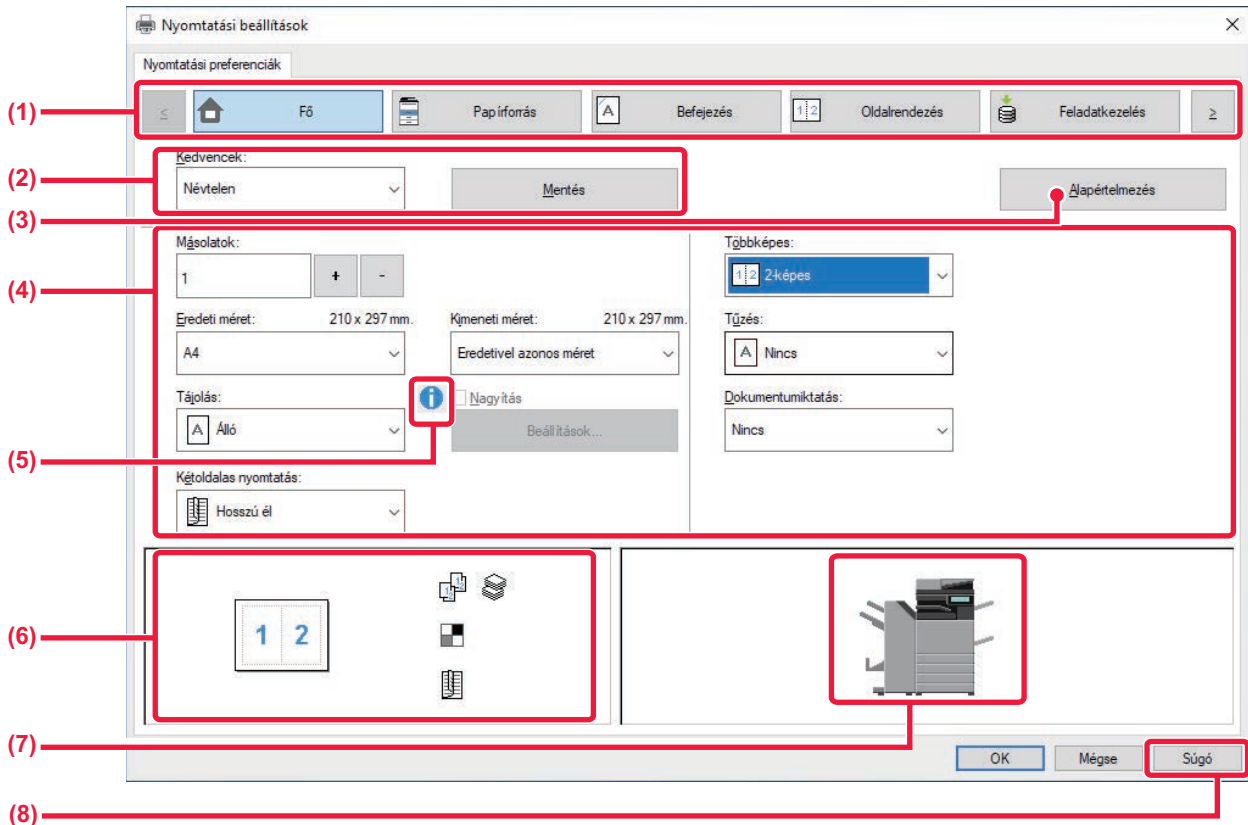 Nyomtatási beállítások
Nyomtatási preferenciák
(1) < Fő Papírforrás Befejezés Oldalrendezés Feladatkezelés >
Kedvencek:
(2) Névtelen Mentés Alapértelmezés
(3)
Másolatok: Többképes:
(4) 1 + - 1 2 2-képes
Eredeti méret: 210 x 297 mm. Kimeneti méret: 210 x 297 mm. Tűzés:
A4 Eredetivel azonos méret Nincs
Tájolás: Nagyítás Dokumentumiktatás:
Álló Beállítások... Nincs
(5)
Kétoldalas nyomtatás:
Hosszú él
(6) 1 2
(7)
OK Mégse Súgó
(8)